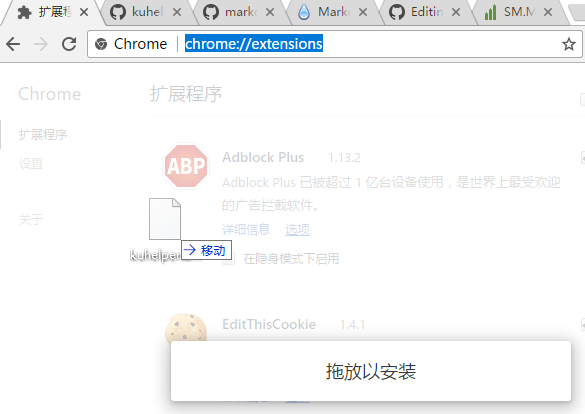 扩展程序
kuhel
marko
Marko
Editin
SM.M
Chrome
chrome://extensions
Chrome
扩展程序
扩展程序
设置
关于
ABP
Adblock Plus 1.13.2
Adblock Plus 已被超过 1 亿台设备使用，是世界上最受欢迎
的广告拦截软件。
详细信息 选项
在隐身模式下启用
kuhelper
移动
EditThisCookie 1.4.1
拖放以安装